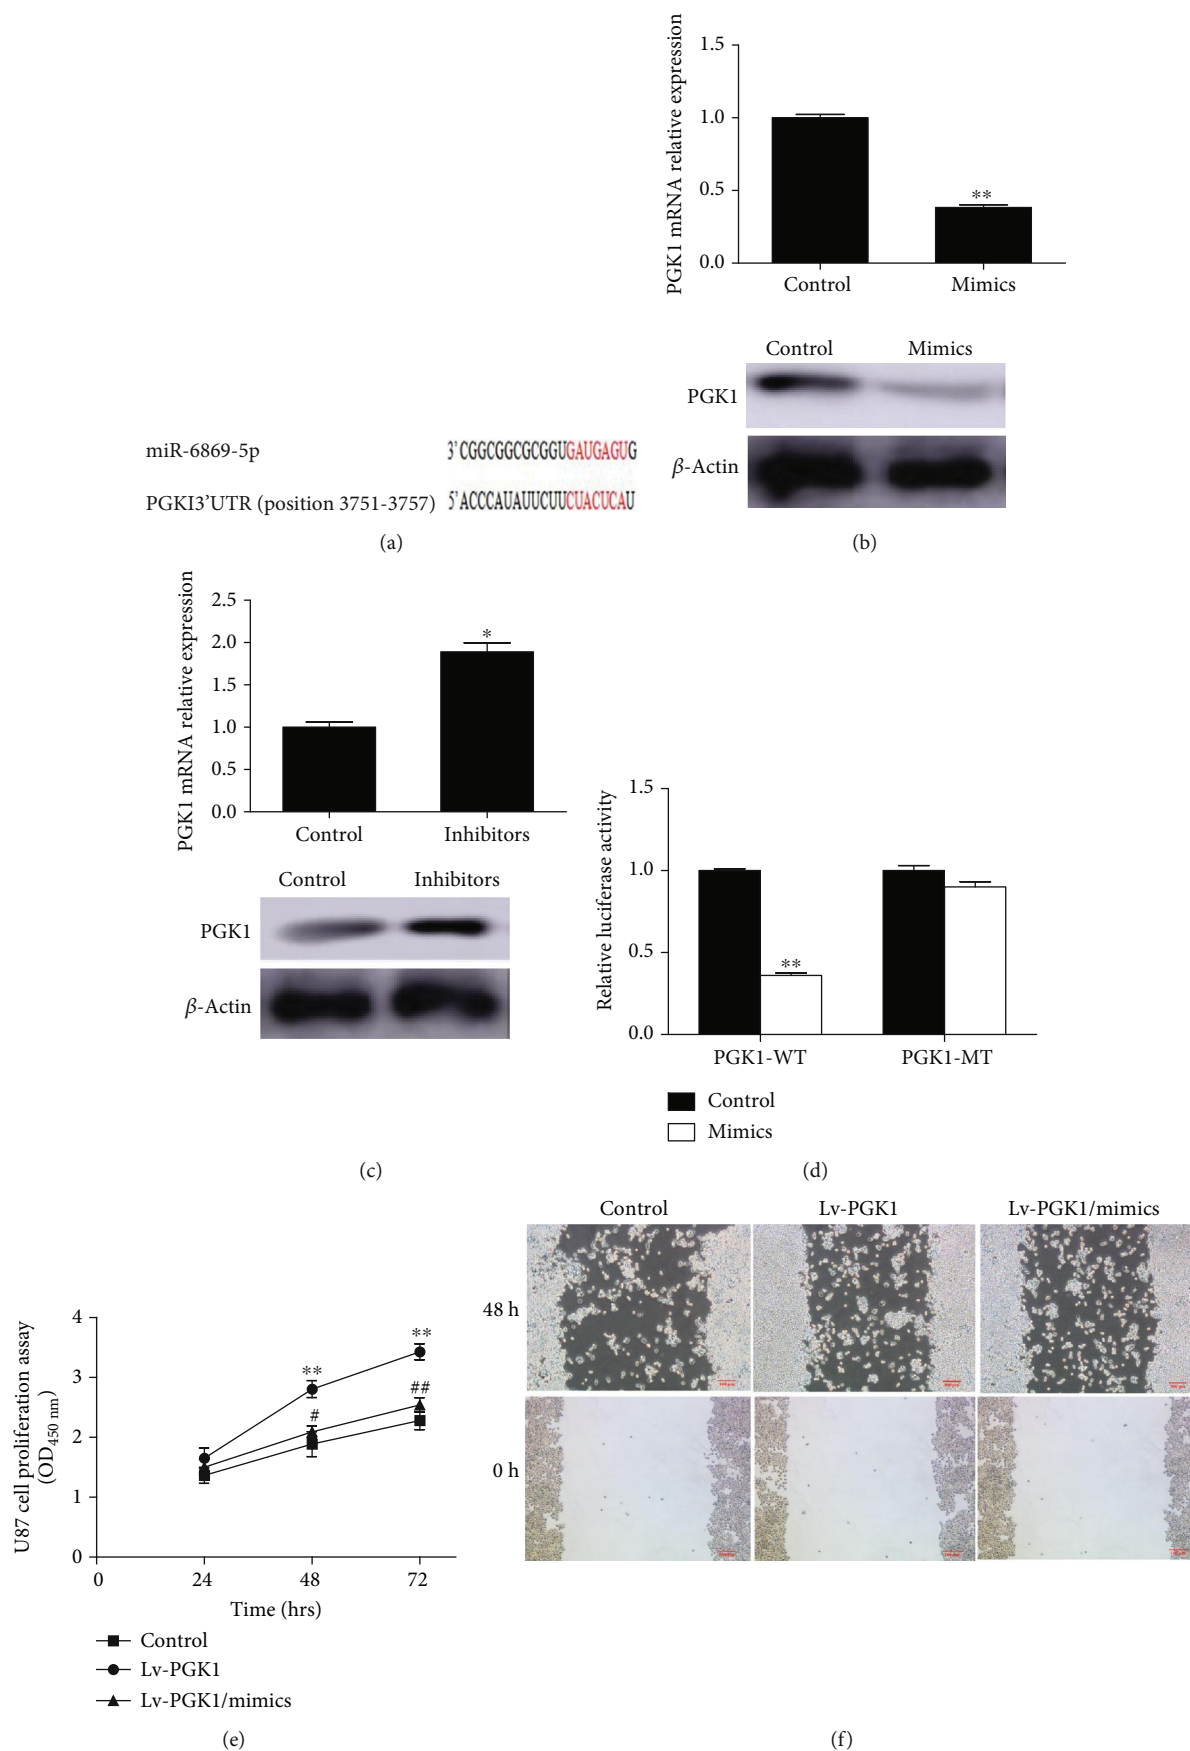 PGK1 mRNA relative expression
1.5
1.0
0.5
0.0
**
Control Mimics
Control Mimics
PGK1
β-Actin
(b)
miR-6869-5p 3' CGGCGGCGCGGUGAUGAGUG
PGKI3'UTR (position 3751-3757) 5' ACCCAUAUUCUUCUACUCAU
(a)
PGK1 mRNA relative expression
2.5
2.0
1.5
1.0
0.5
0.0
*
Control Inhibitors
Control Inhibitors
PGK1
β-Actin
(c)
Relative luciferase activity
1.5
1.0
0.5
0.0
**
PGK1-WT PGK1-MT
Control
Mimics
(d)
U87 cell proliferation assay
(OD450 nm)
4
3
2
1
0
**
**
##
#
0 24 48 72
Time (hrs)
Control
Lv-PGK1
Lv-PGK1/mimics
(e)
Control Lv-PGK1 Lv-PGK1/mimics
48 h
0 h
(f)